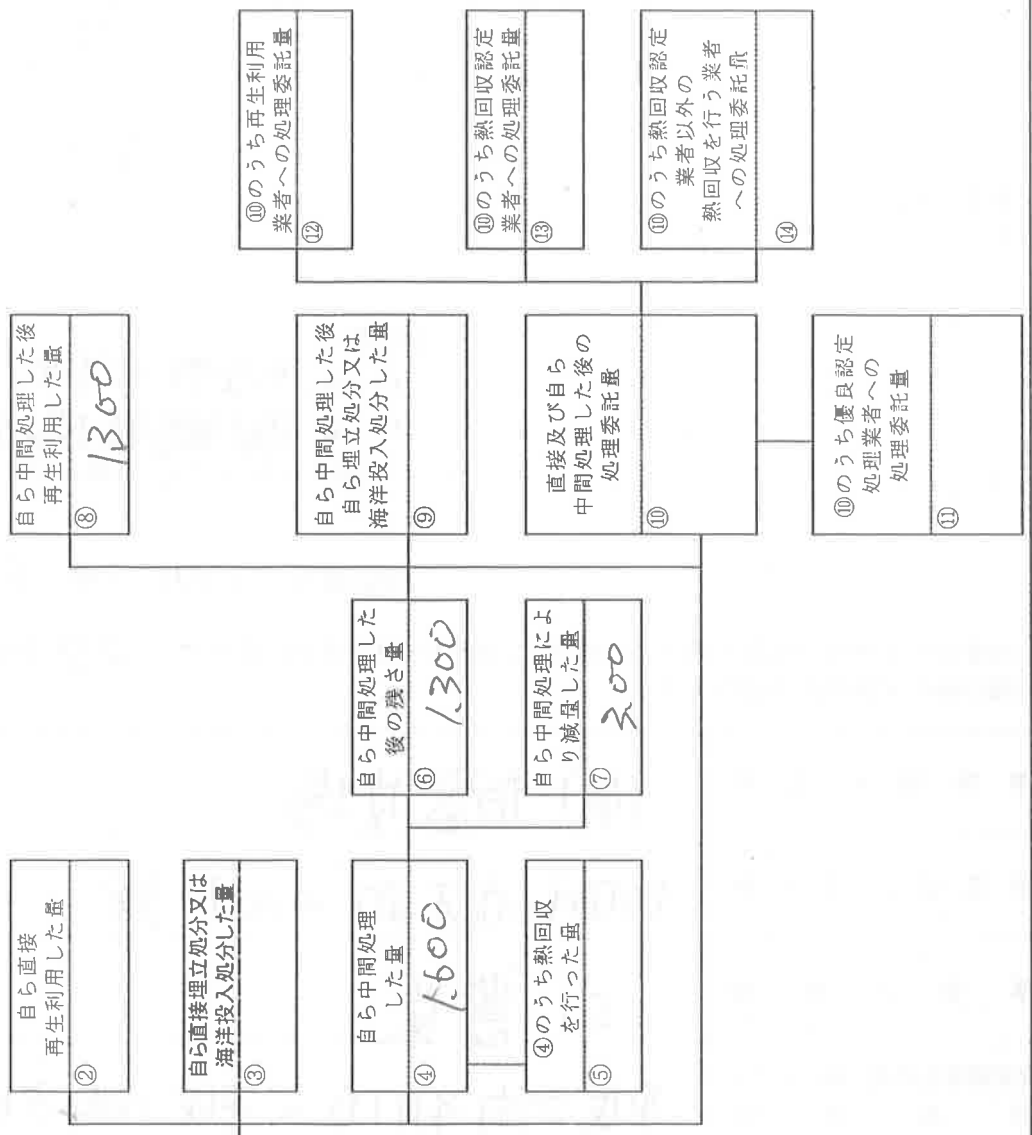 自ら直接
再生利用した量
②
自ら直接埋立処分又は
海洋投入処分した量
③
自ら中間処理
した量
④
1.600
④のうち熱回収
を行った量
⑤
自ら中間処理した
後の残さ量
⑥
1.300
自ら中間処理によ
り減量した量
⑦
300
自ら中間処理した後
再生利用した量
⑧
1300
自ら中間処理した後
自ら埋立処分又は
海洋投入処分した量
⑨
直接及び自ら
中間処理した後の
処理委託量
⑩
⑩のうち優良認定
処理業者への
処理委託量
⑪
⑩のうち再生利用
業者への処理委託量
⑫
⑩のうち熱回収認定
業者への処理委託量
⑬
⑩のうち熱回収認定
業者以外の
熱回収を行う業者
への処理委託量
⑭